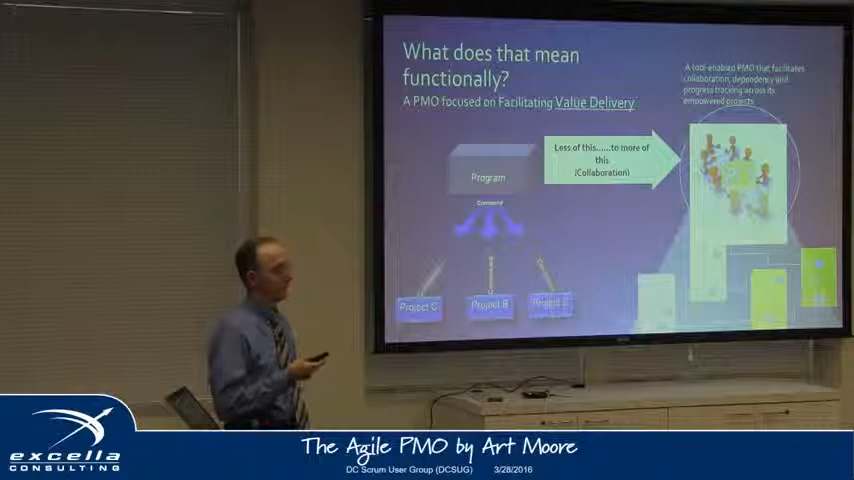 What does that mean
functionally?
A PMO focused on Facilitating Value Delivery
A tool-enabled PMO that facilitates
collaboration, dependency and
progress tracking across its
empowered projects
Less of this......to more of
this
(Collaboration)
Program
Command
Project C
Project B
Project
excella
CONSULTING
The Agile PMO by Art Moore
DC Scrum User Group (DCSUG) 3/28/2016